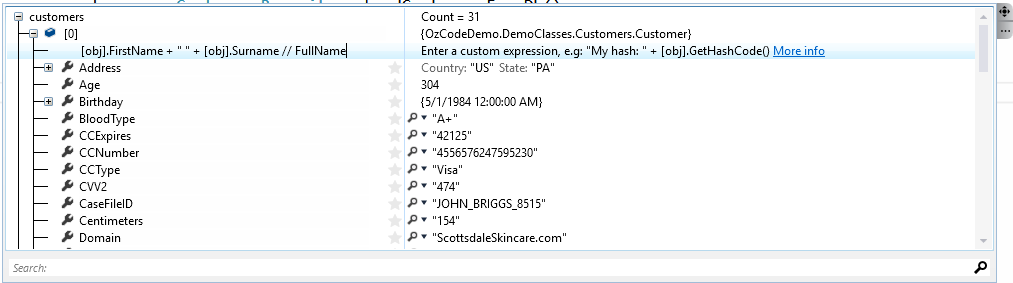 customers Count = 31
[0] {OzCodeDemo.DemoClasses.Customers.Customer}
[obj].FirstName + " " + [obj].Surname // FullName Enter a custom expression, e.g: "My hash: " + [obj].GetHashCode() More info
Address Country: "US" State: "PA"
Age 304
Birthday {5/1/1984 12:00:00 AM}
BloodType "A+"
CCExpires "42125"
CCNumber "4556576247595230"
CCType "Visa"
CVV2 "474"
CaseFileID "JOHN_BRIGGS_8515"
Centimeters "154"
Domain "ScottsdaleSkincare.com"
Search: